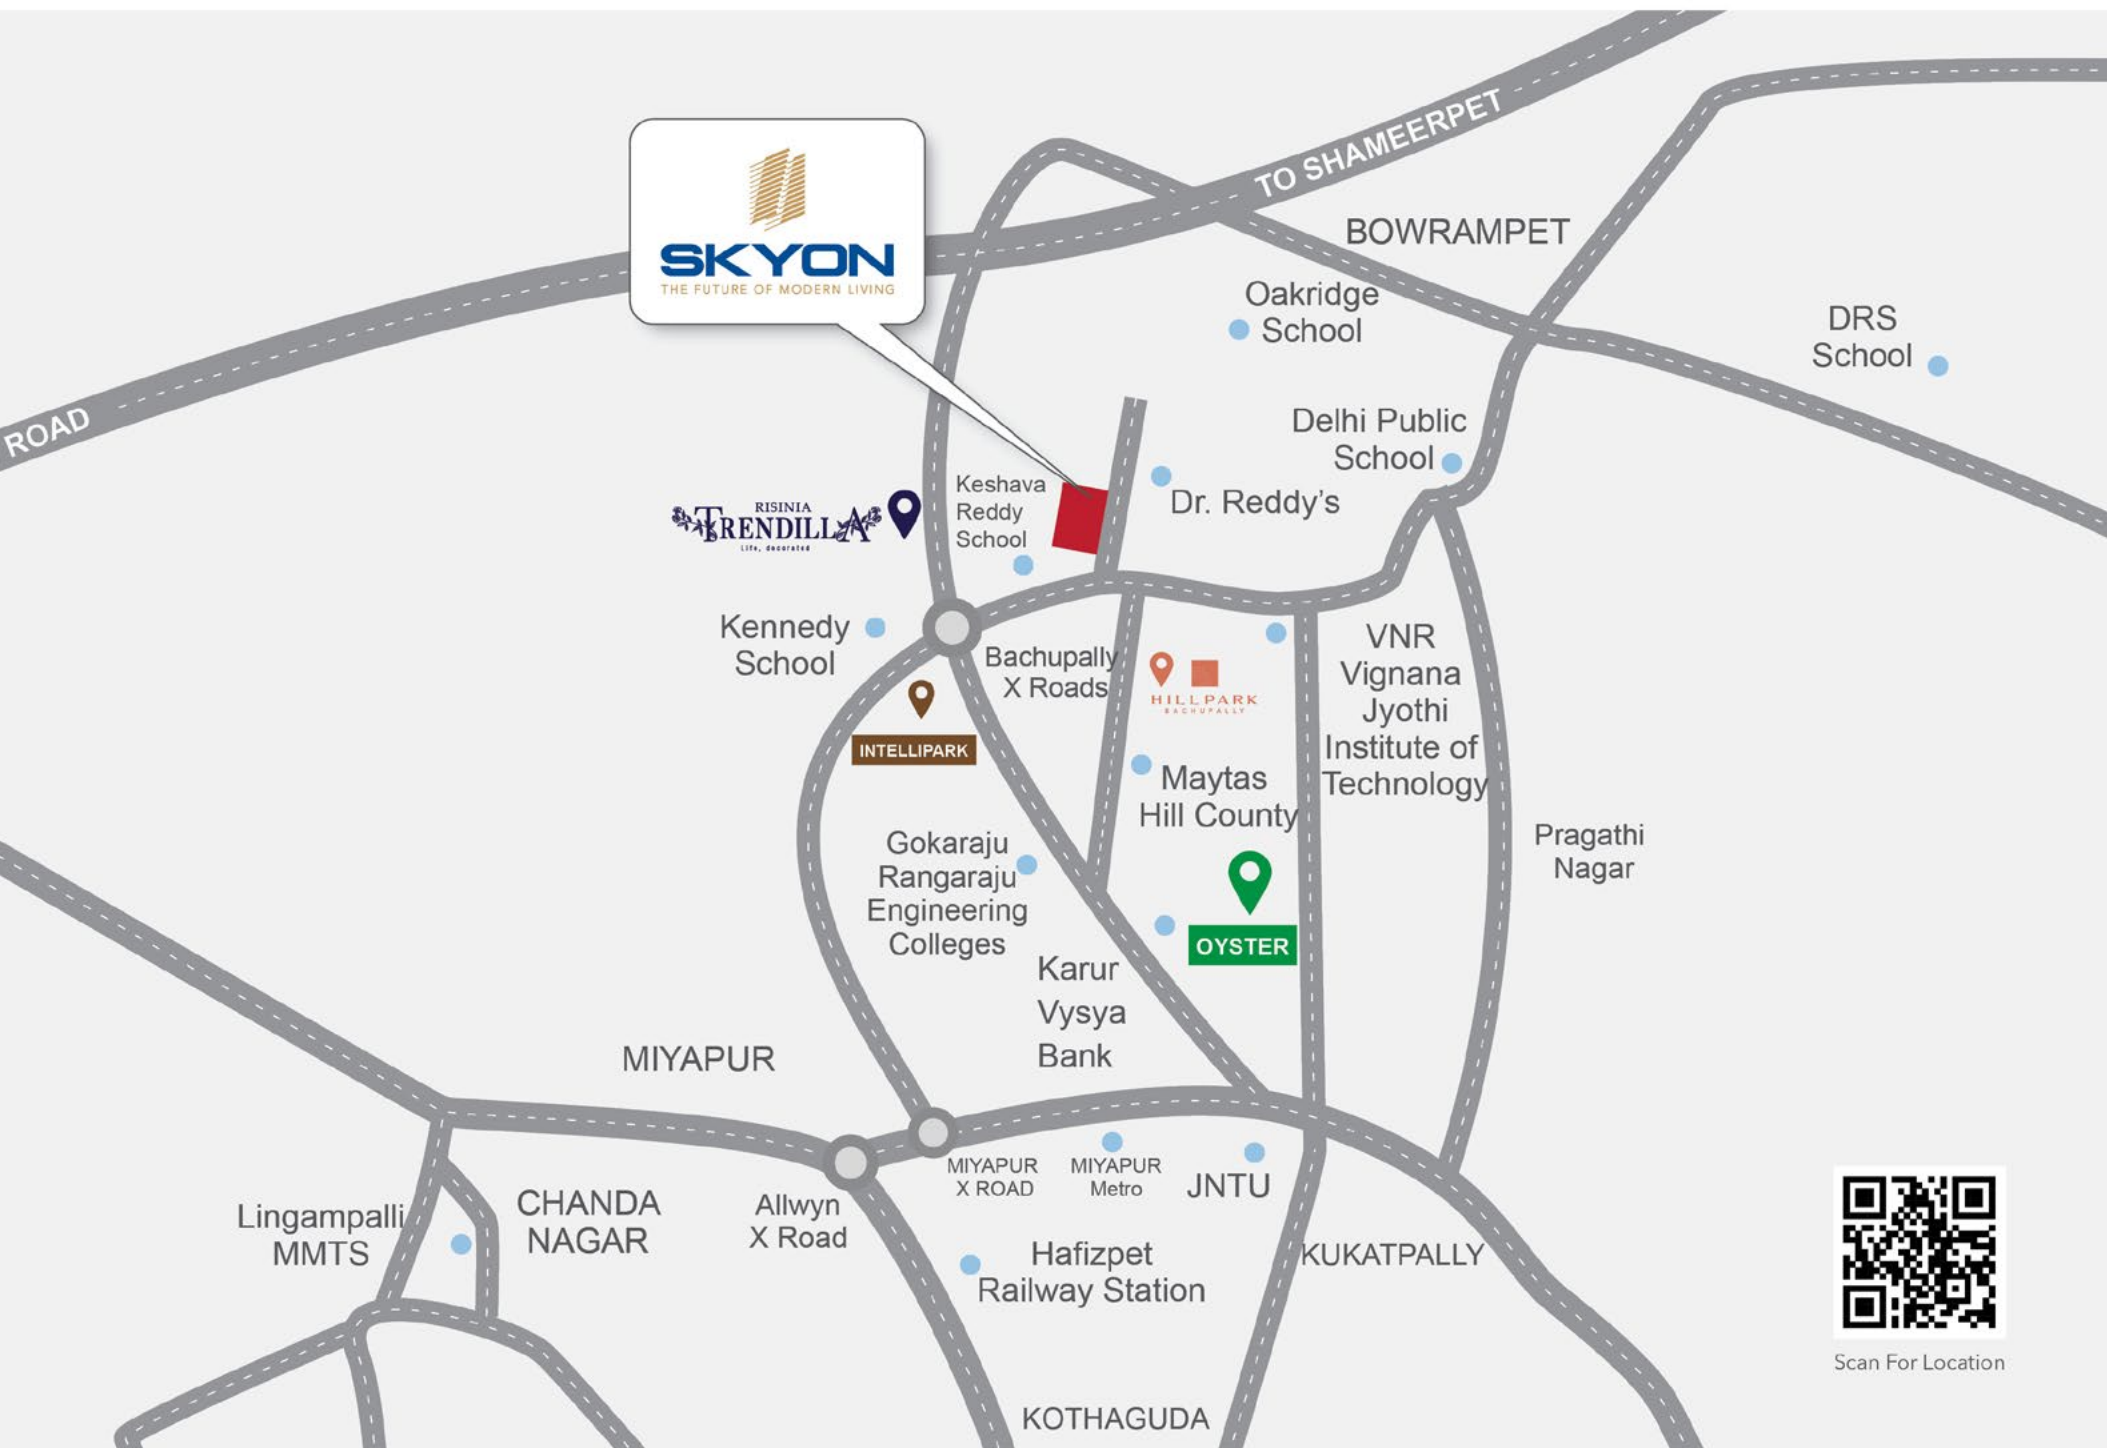 TO SHAMEERPET
BOWRAMPET
SKYON
THE FUTURE OF MODERN LIVING
Oakridge
School
DRS
School
ROAD
Delhi Public
School
Keshava
Reddy
School
Dr. Reddy's
RISINIA
TRENDILLA
Life, decorated
Kennedy
School
Bachupally
X Roads
HILLPARK
BACHUPALLY
VNR
Vignana
Jyothi
Institute of
Technology
INTELLIPARK
Maytas
Hill County
Pragathi
Nagar
Gokaraju
Rangaraju
Engineering
Colleges
OYSTER
Karur
Vysya
Bank
MIYAPUR
MIYAPUR
X ROAD
MIYAPUR
Metro
JNTU
Lingampalli
MMTS
CHANDA
NAGAR
Allwyn
X Road
Hafizpet
Railway Station
KUKATPALLY
Scan For Location
KOTHAGUDA